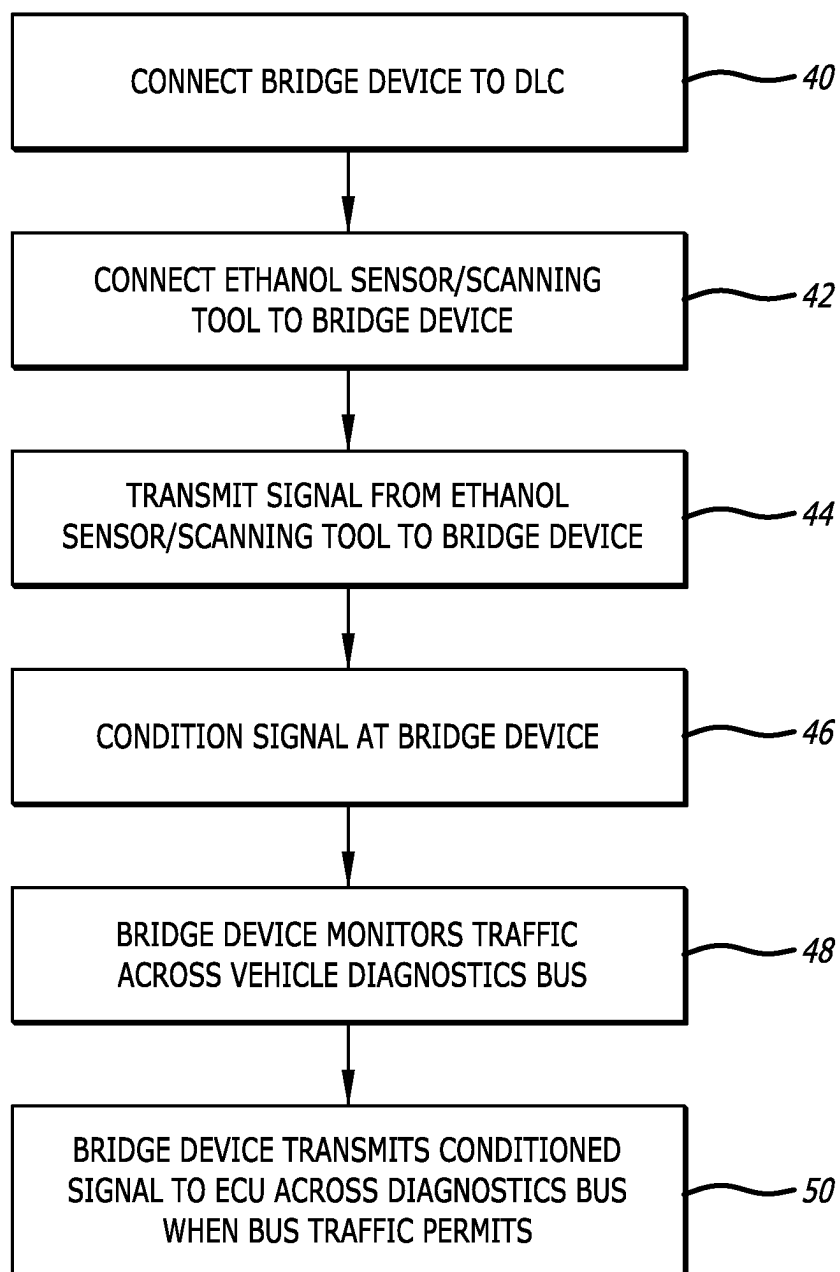 CONNECT BRIDGE DEVICE TO DLC
40
CONNECT ETHANOL SENSOR/SCANNING
TOOL TO BRIDGE DEVICE
42
TRANSMIT SIGNAL FROM ETHANOL
SENSOR/SCANNING TOOL TO BRIDGE DEVICE
44
CONDITION SIGNAL AT BRIDGE DEVICE
46
BRIDGE DEVICE MONITORS TRAFFIC
ACROSS VEHICLE DIAGNOSTICS BUS
48
BRIDGE DEVICE TRANSMITS CONDITIONED
SIGNAL TO ECU ACROSS DIAGNOSTICS BUS
WHEN BUS TRAFFIC PERMITS
50